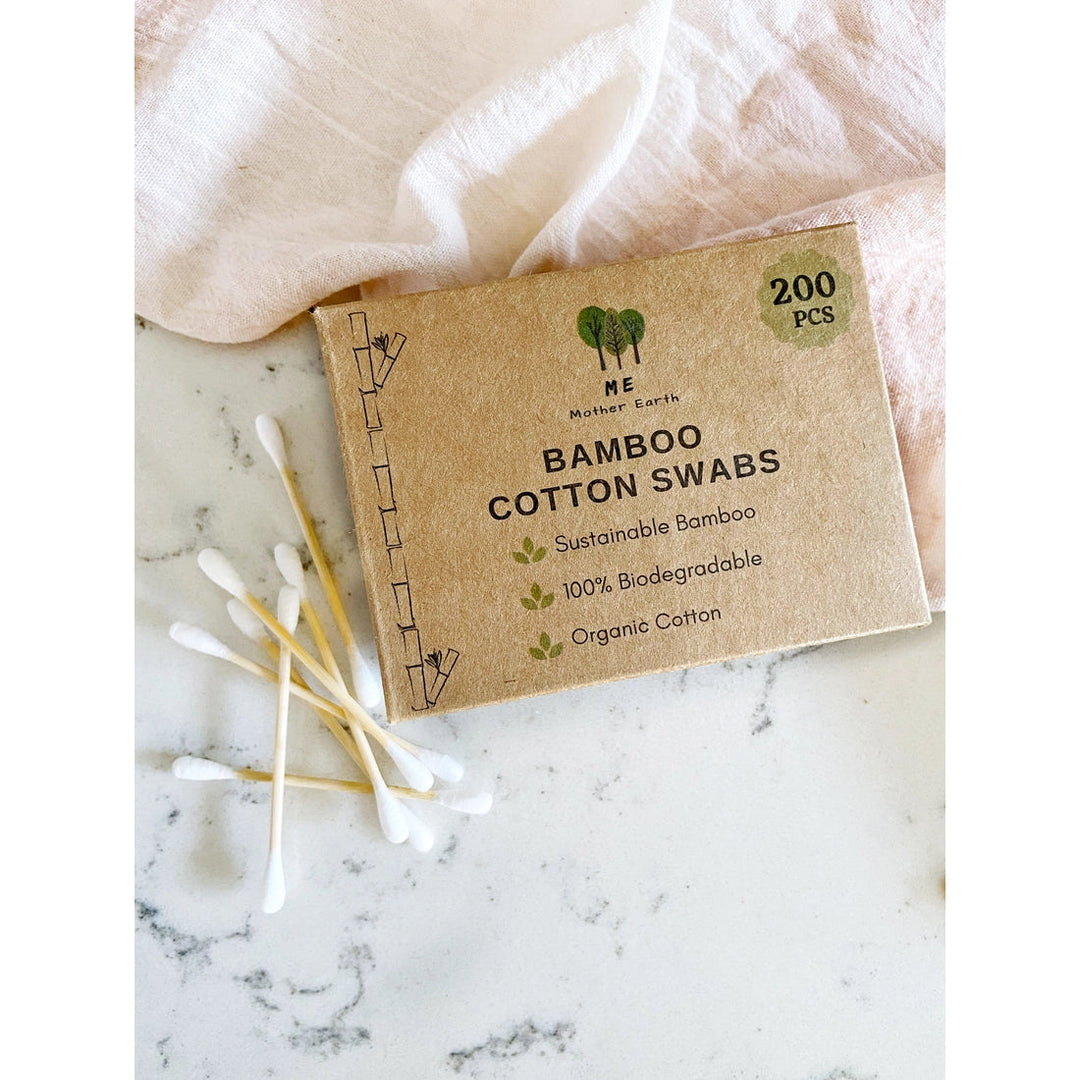 200
PCS
ME
Mother Earth
BAMBOO
COTTON SWABS
Sustainable Bamboo
100% Biodegradable
Organic Cotton